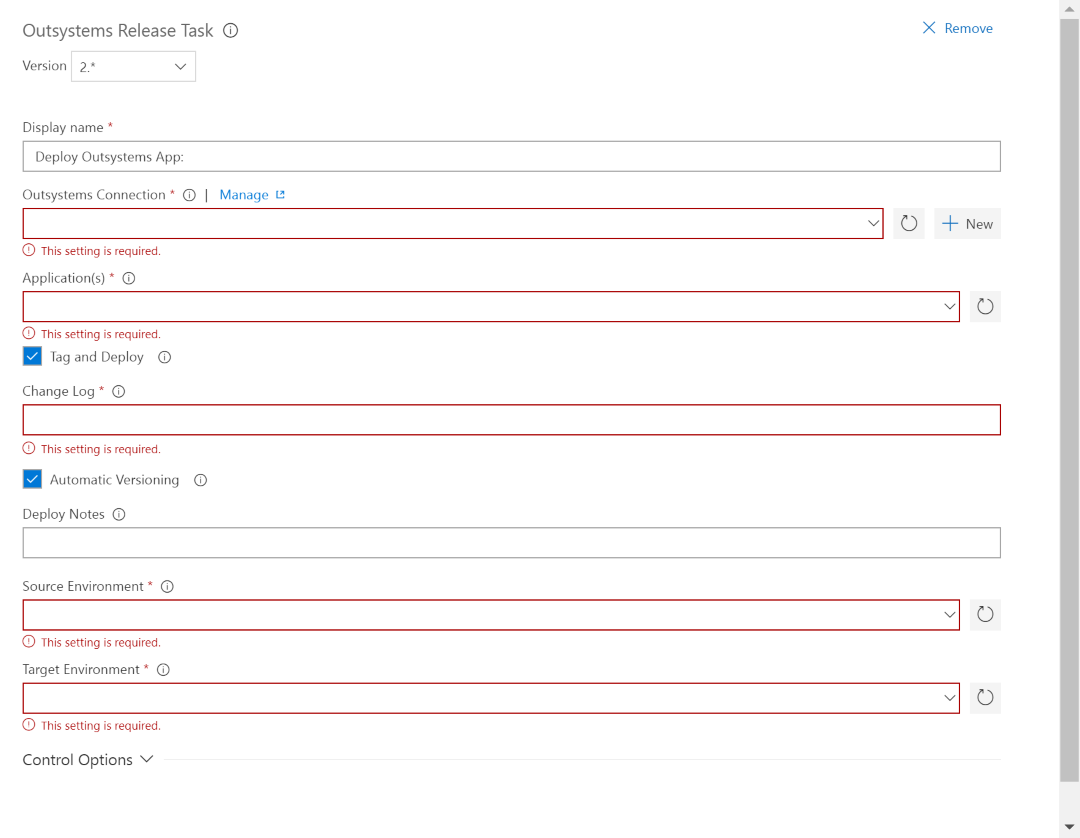 Outsystems Release Task
Remove
Version 2.*
Display name *
Deploy Outsystems App:
Outsystems Connection * | Manage
New
This setting is required.
Application(s) *
This setting is required.
Tag and Deploy
Change Log *
This setting is required.
Automatic Versioning
Deploy Notes
Source Environment *
This setting is required.
Target Environment *
This setting is required.
Control Options